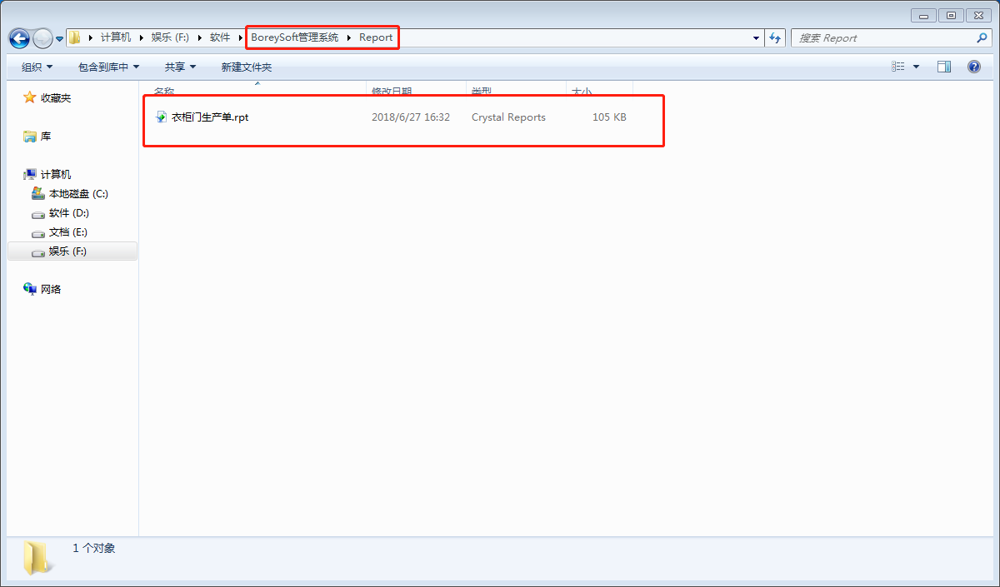 计算机 娱乐 (F:) 软件 BoreySoft管理系统 Report 搜索 Report
组织 包含到库中 共享 新建文件夹
名称 修改日期 类型 大小
收藏夹
衣柜门生产单.rpt 2018/6/27 16:32 Crystal Reports 105 KB
库
计算机
本地磁盘 (C:)
软件 (D:)
文档 (E:)
娱乐 (F:)
网络
1 个对象